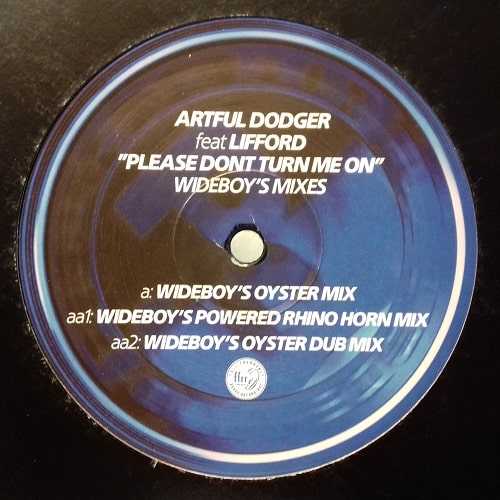 ARTFUL DODGER
feat LIFFORD
"PLEASE DONT TURN ME ON"
WIDEBOY'S MIXES
a: WIDEBOY'S OYSTER MIX
aa1: WIDEBOY'S POWERED RHINO HORN MIX
aa2: WIDEBOY'S OYSTER DUB MIX
ffrr